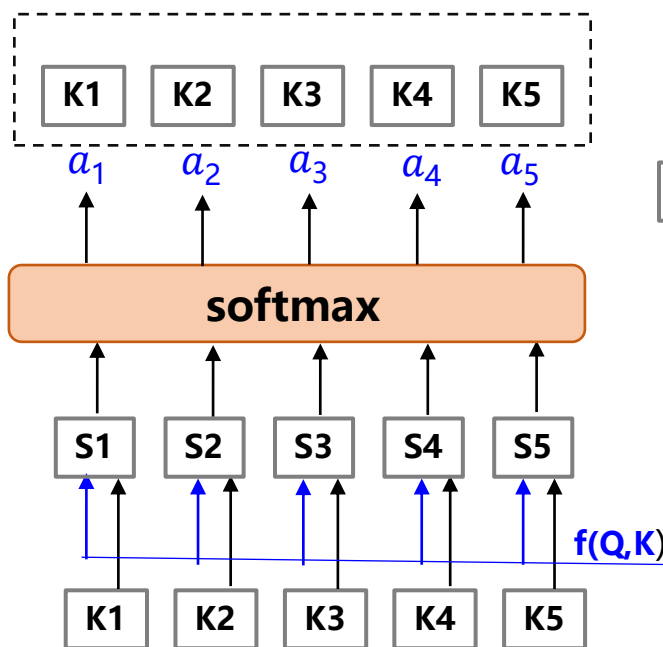 K1 K2 K3 K4 K5
a₁ a₂ a₃ a₄ a₅
softmax
S1 S2 S3 S4 S5
f(Q,K)
K1 K2 K3 K4 K5